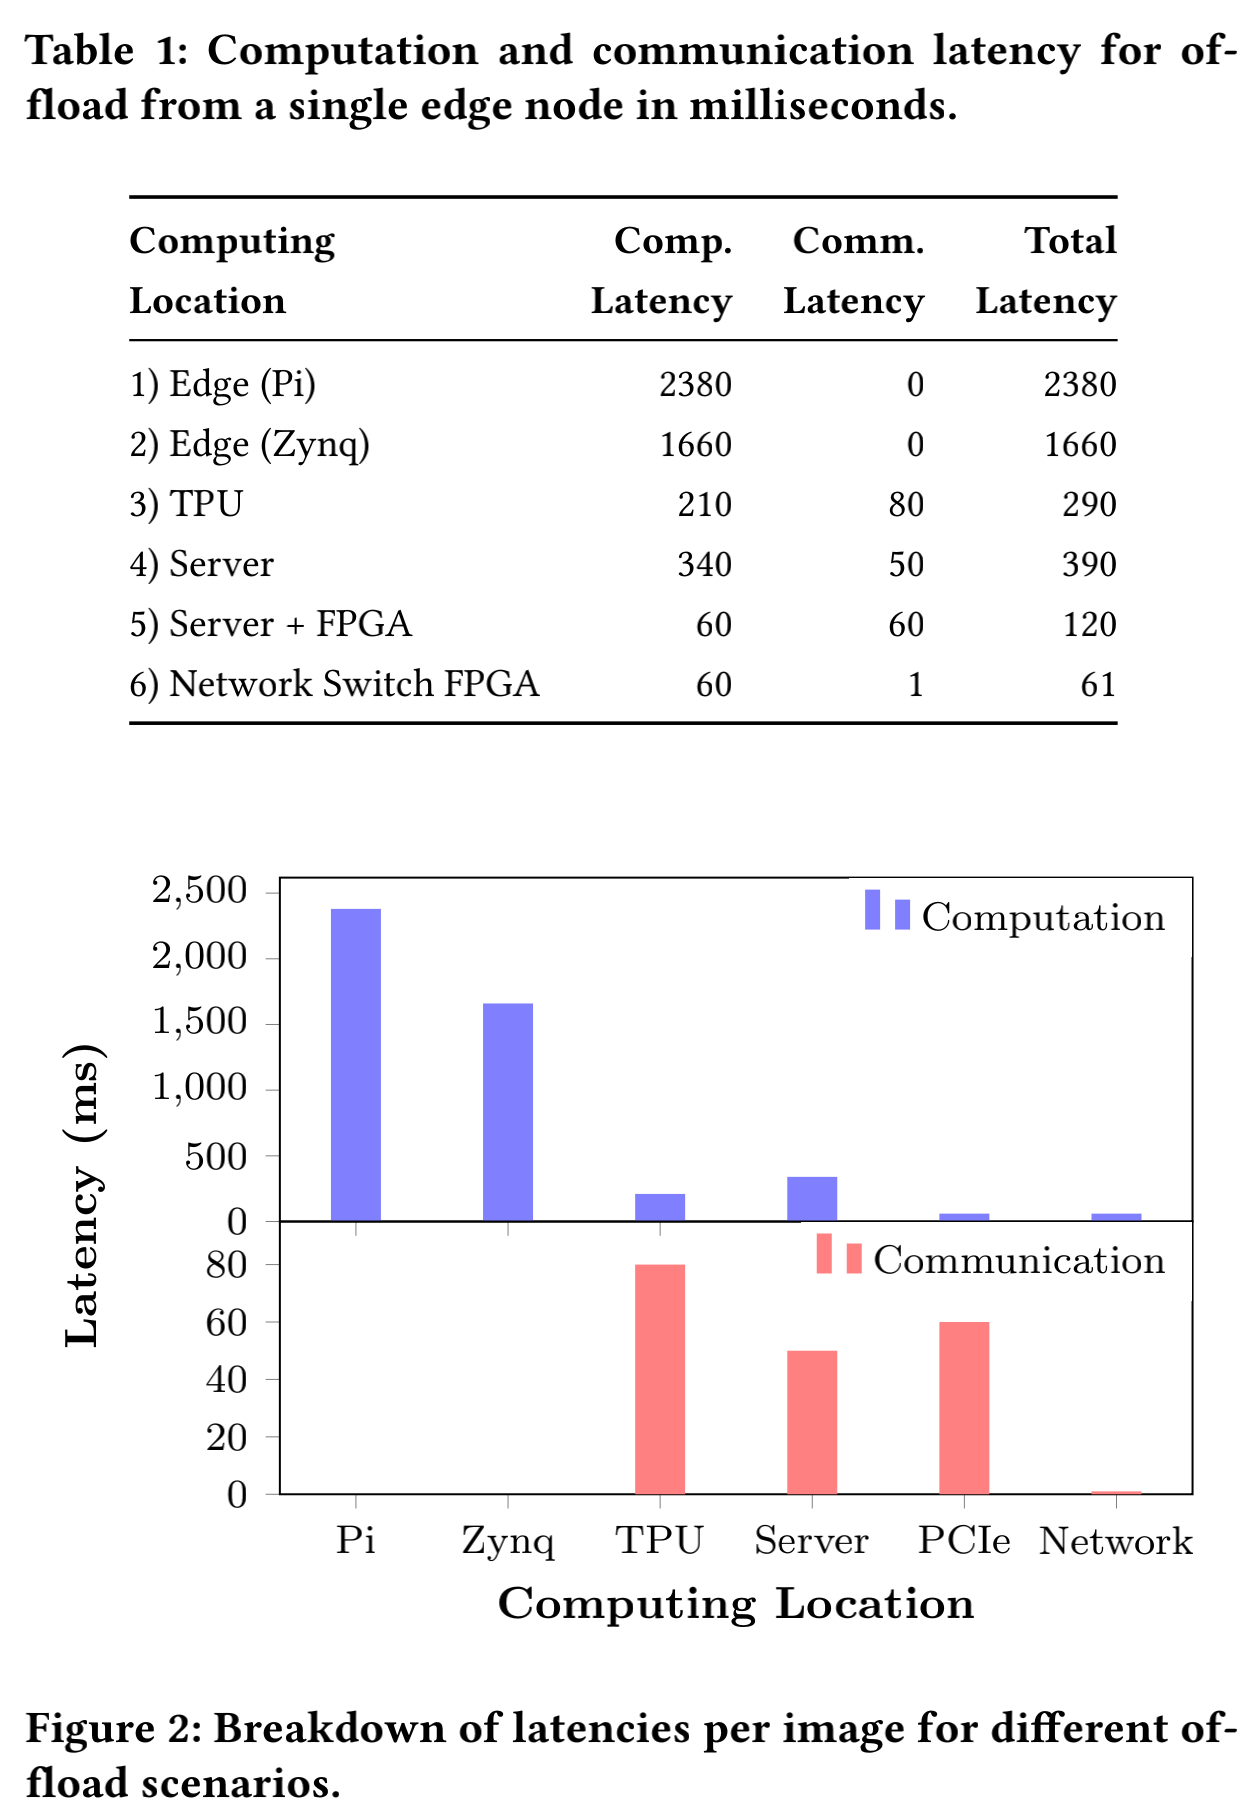 Table 1: Computation and communication latency for of-
fload from a single edge node in milliseconds.
Computing Comp. Comm. Total
Location Latency Latency Latency
1) Edge (Pi) 2380 0 2380
2) Edge (Zynq) 1660 0 1660
3) TPU 210 80 290
4) Server 340 50 390
5) Server + FPGA 60 60 120
6) Network Switch FPGA 60 1 61
2,500
Computation
2,000
1,500
1,000
500
0
Communication
80
60
40
20
0
Latency (ms)
Pi Zynq TPU Server PCIe Network
Computing Location
Figure 2: Breakdown of latencies per image for different of-
fload scenarios.